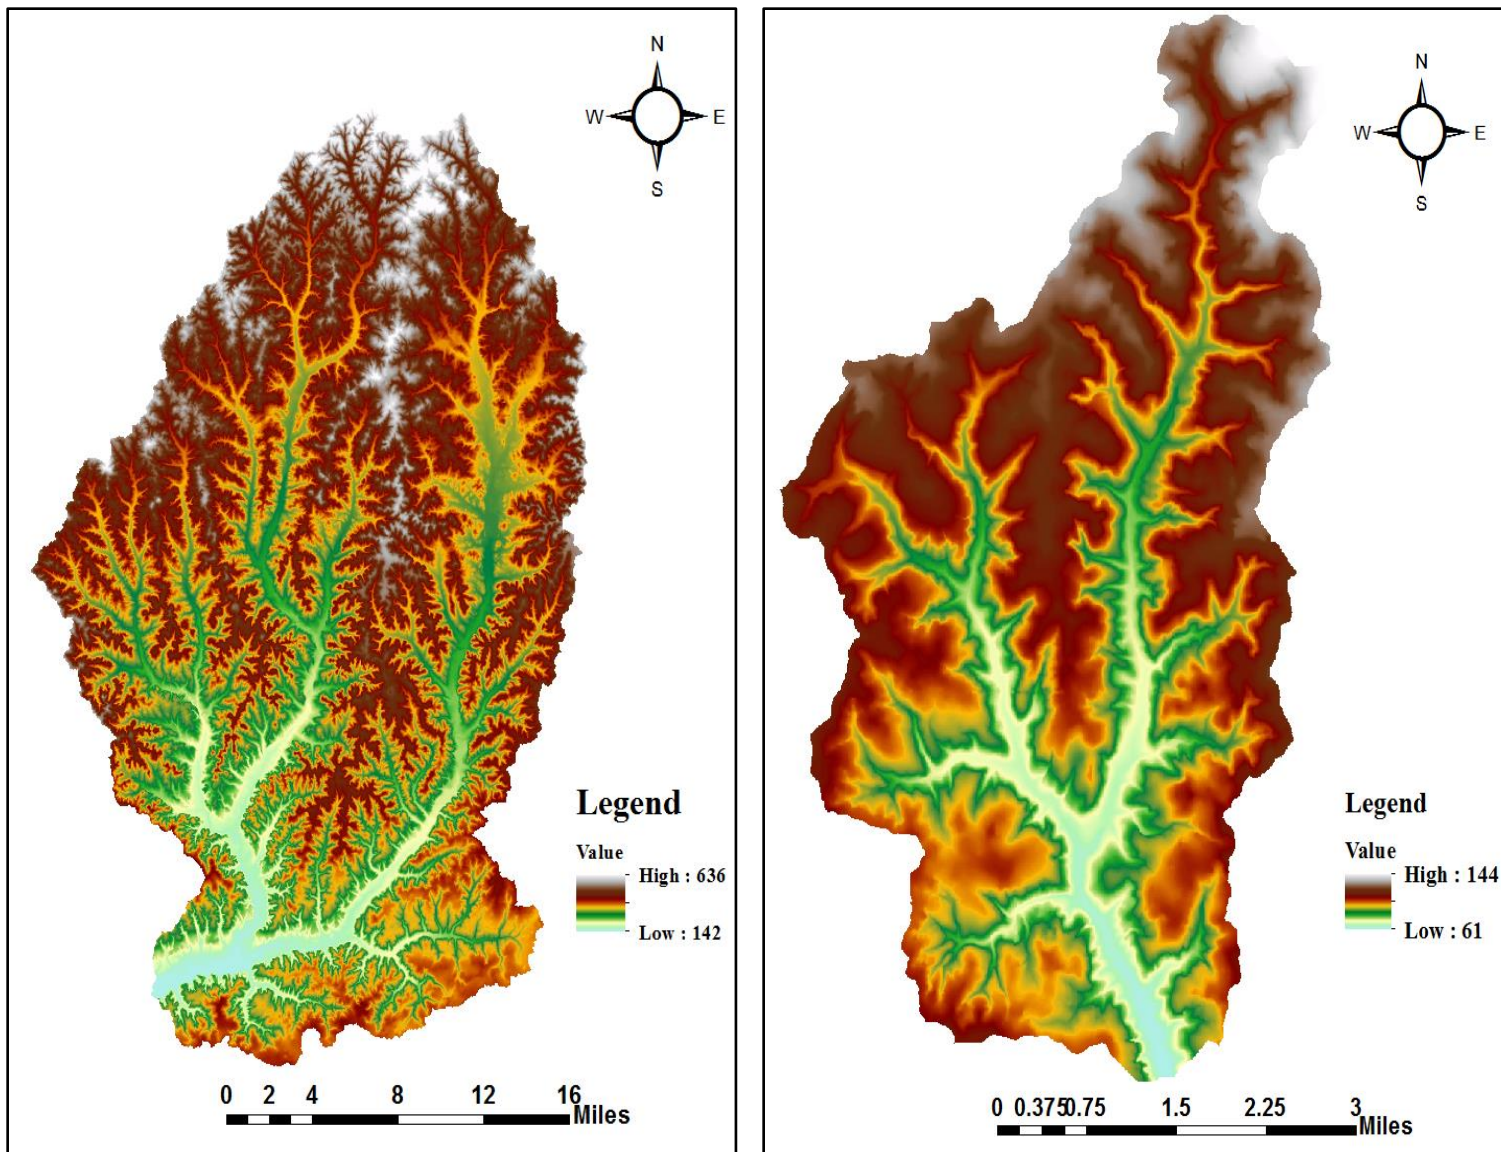 N
W E
S
Legend
Value
High : 636
Low : 142
0 2 4 8 12 16
Miles
N
W E
S
Legend
Value
High : 144
Low : 61
0 0.375 0.75 1.5 2.25 3
Miles